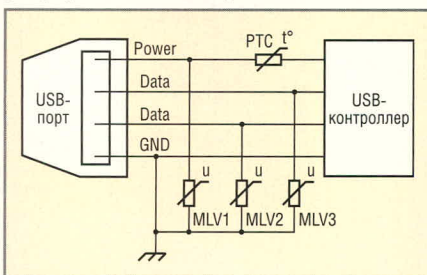 Power
PTC t°
Data
USB-
порт
USB-
контроллер
Data
GND
u
u
u
MLV1
MLV2
MLV3